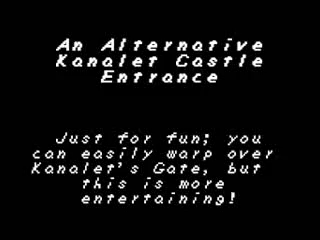 An Alternative
Kanalet Castle
Entrance
Just for fun; you
can easily warp over
Kanalet's Gate, but
this is more
entertaining!